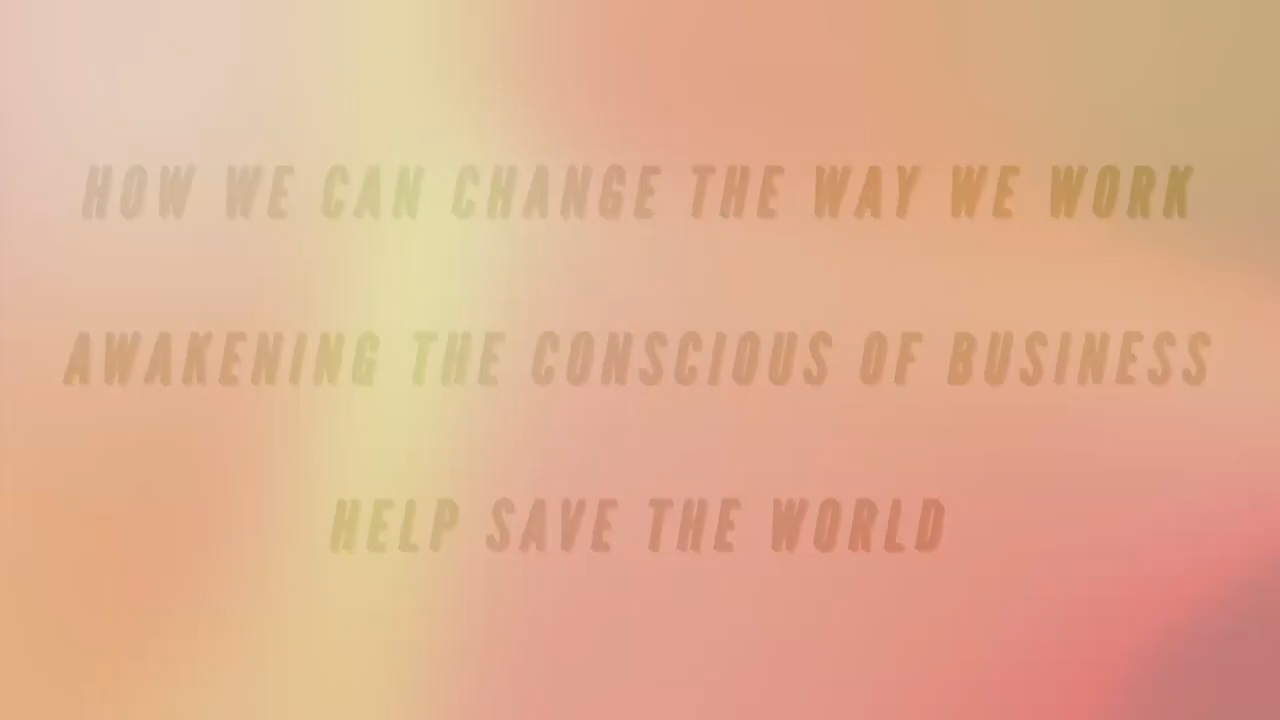 HOW WE CAN CHANGE THE WAY WE WORK
AWAKENING THE CONSCIOUS OF BUSINESS
HELP SAVE THE WORLD